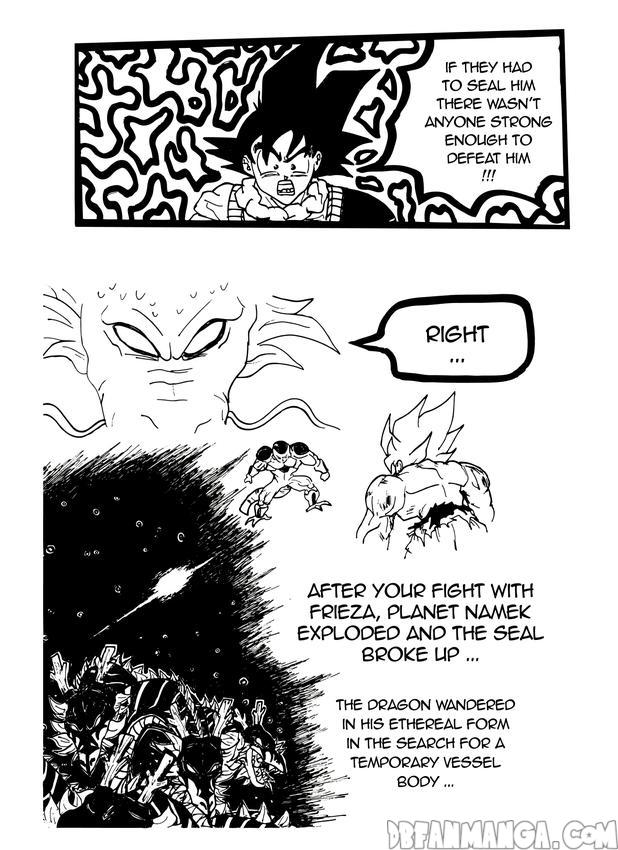 IF THEY HAD
TO SEAL HIM
THERE WASN'T
ANYONE STRONG
ENOUGH TO
DEFEAT HIM
!!!
RIGHT
...
AFTER YOUR FIGHT WITH
FRIEZA, PLANET NAMEK
EXPLODED AND THE SEAL
BROKE UP ...
THE DRAGON WANDERED
IN HIS ETHEREAL FORM
IN THE SEARCH FOR A
TEMPORARY VESSEL
BODY ...
DBFANMANGA.COM